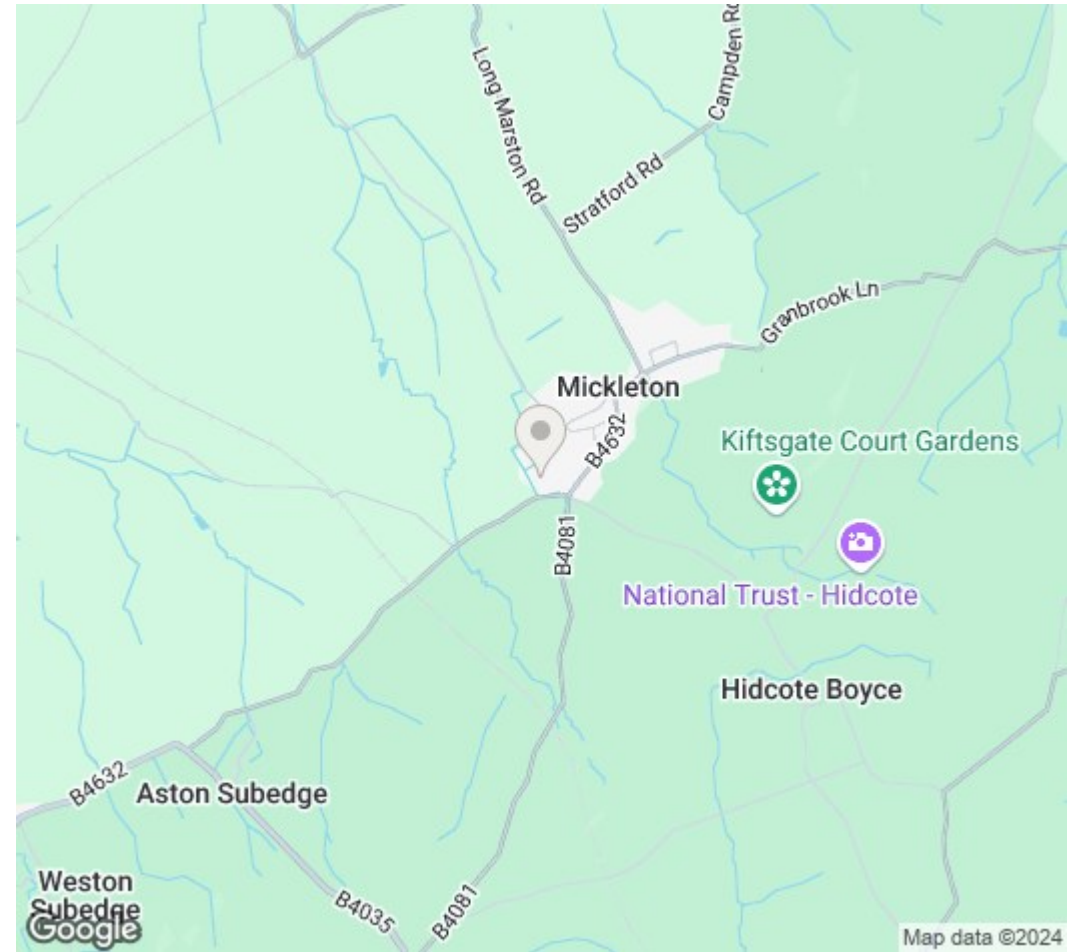 Campden Rd
Long Marston Rd
Stratford Rd
Granbrook Ln
Mickleton
B4632
Kiftsgate Court Gardens
B4081
National Trust - Hidcote
Hidcote Boyce
B4632
Aston Subedge
Weston
Subedge
B4035
B4081
Google
Map data ©2024